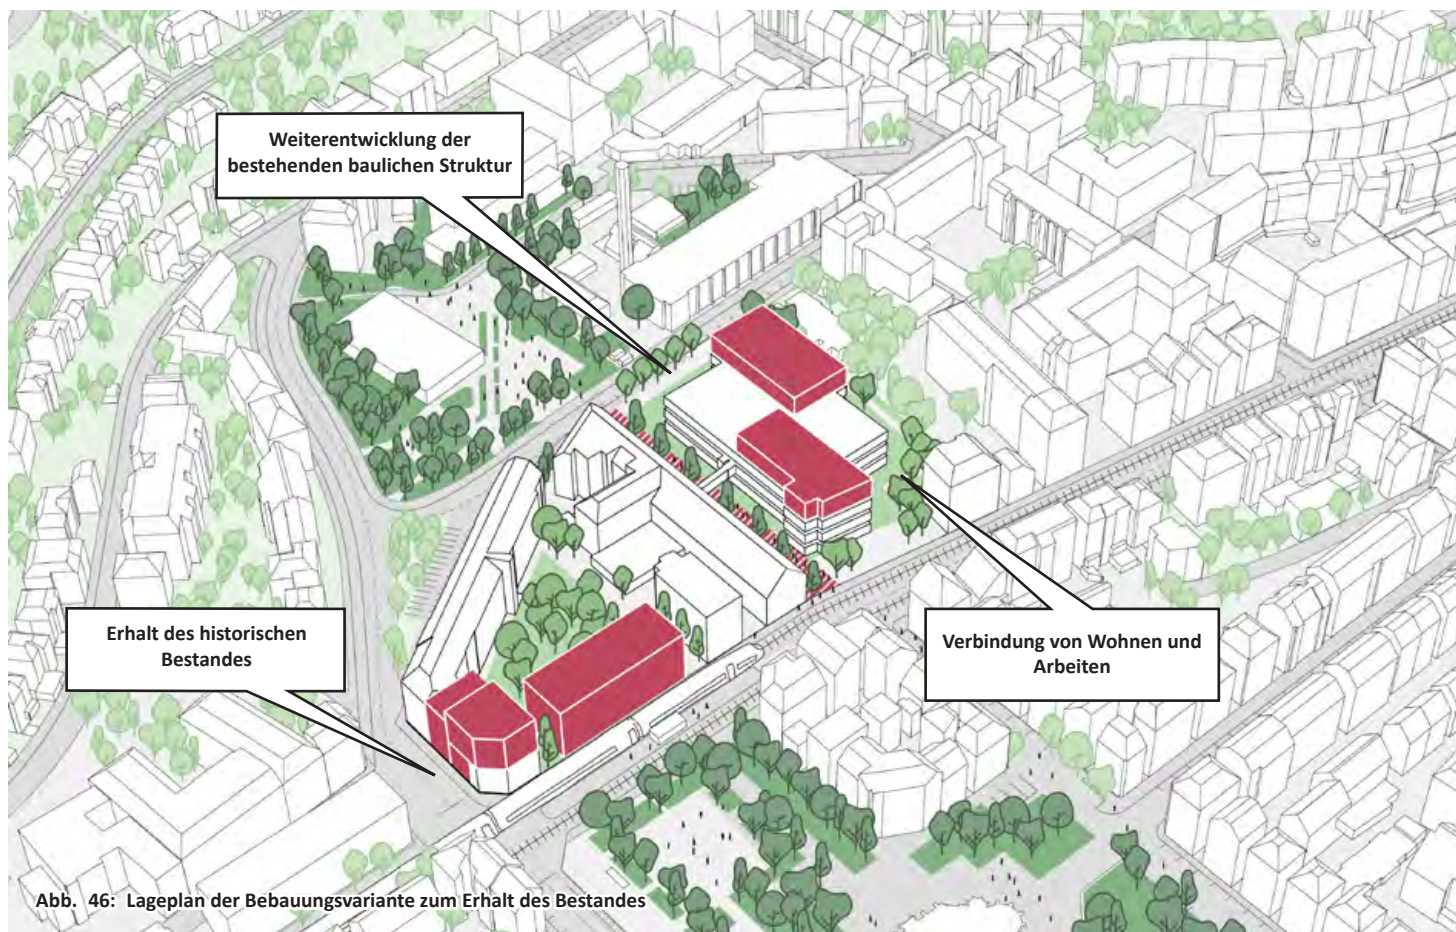 Weiterentwicklung der
bestehenden baulichen Struktur
Erhalt des historischen
Bestandes
Verbindung von Wohnen und
Arbeiten
Abb. 46: Lageplan der Bebauungsvariante zum Erhalt des Bestandes